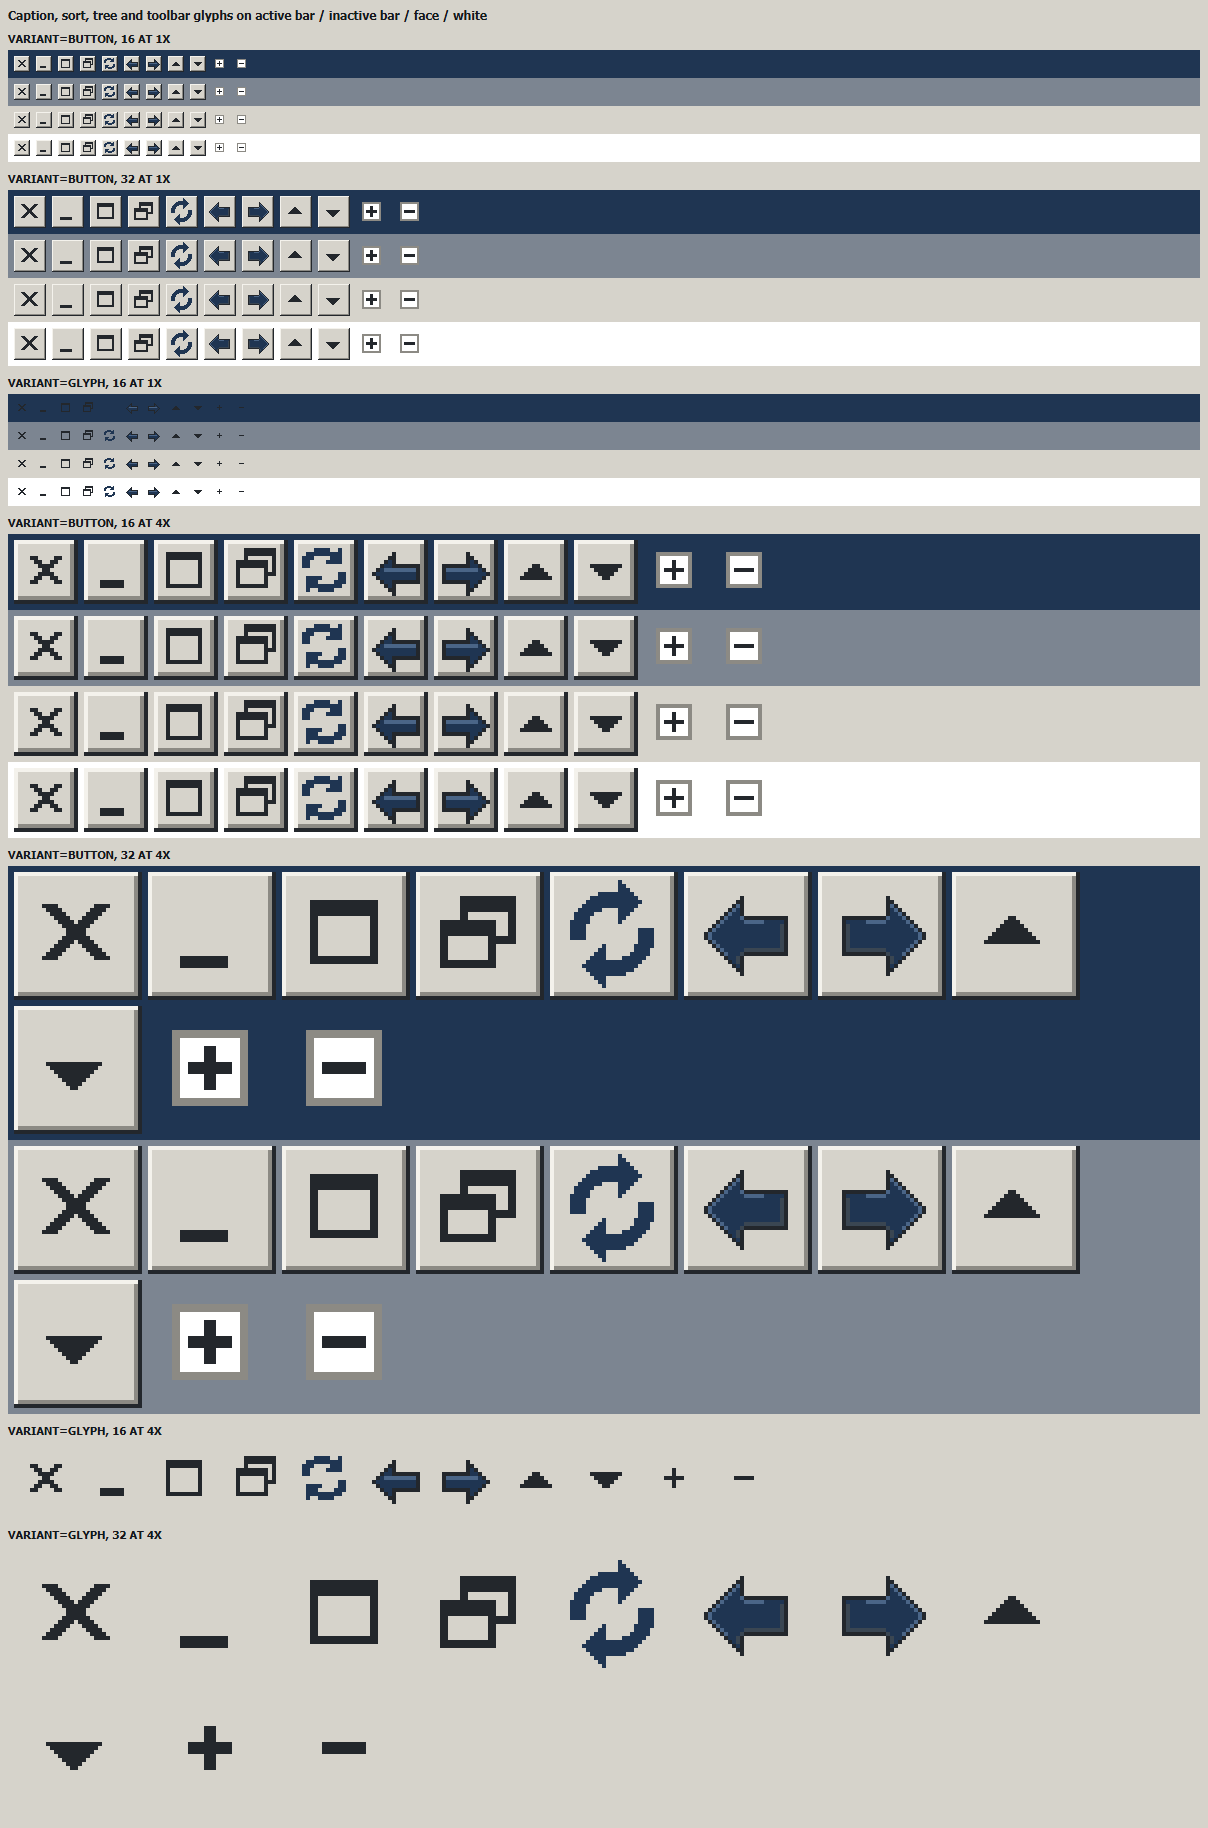 Caption, sort, tree and toolbar glyphs on active bar / inactive bar / face / white
VARIANT=BUTTON, 16 AT 1X
VARIANT=BUTTON, 32 AT 1X
VARIANT=GLYPH, 16 AT 1X
VARIANT=BUTTON, 16 AT 4X
VARIANT=BUTTON, 32 AT 4X
VARIANT=GLYPH, 16 AT 4X
VARIANT=GLYPH, 32 AT 4X